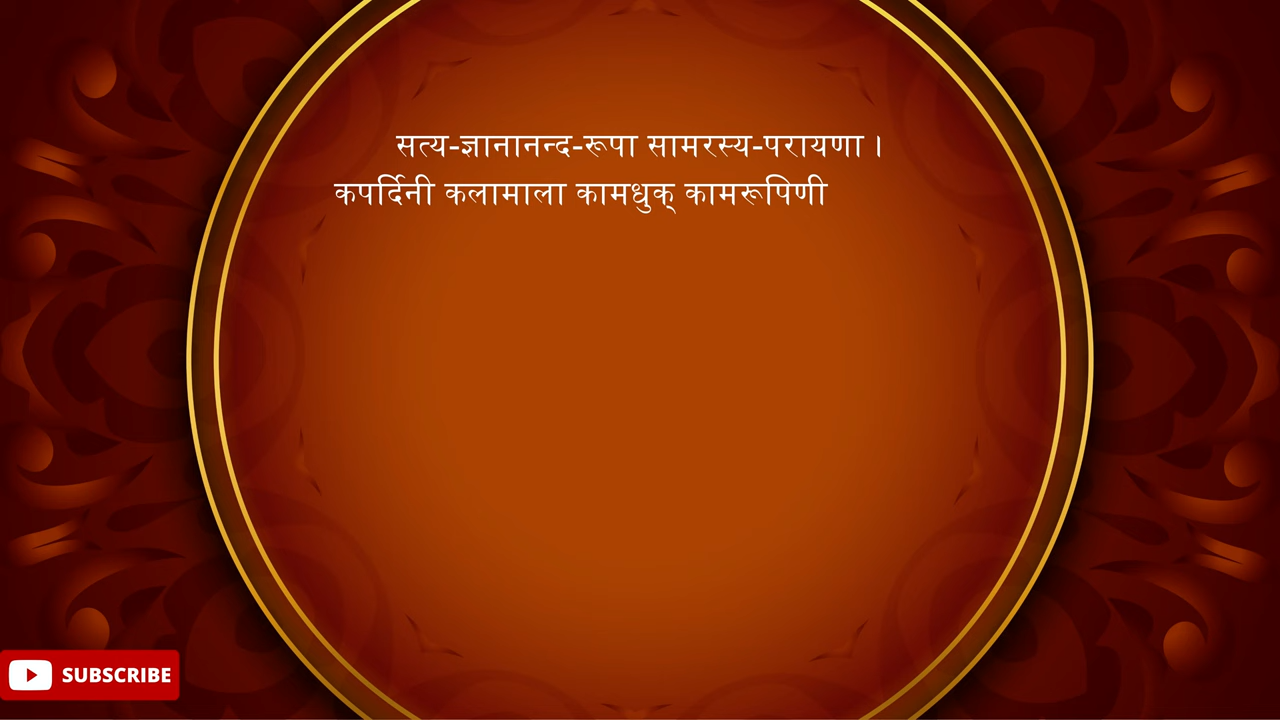 सत्य-ज्ञानानन्द-रूपा सामरस्य-परायणा ।
कपर्दिनी कलामाला कामधुक् कामरूपिणी
SUBSCRIBE